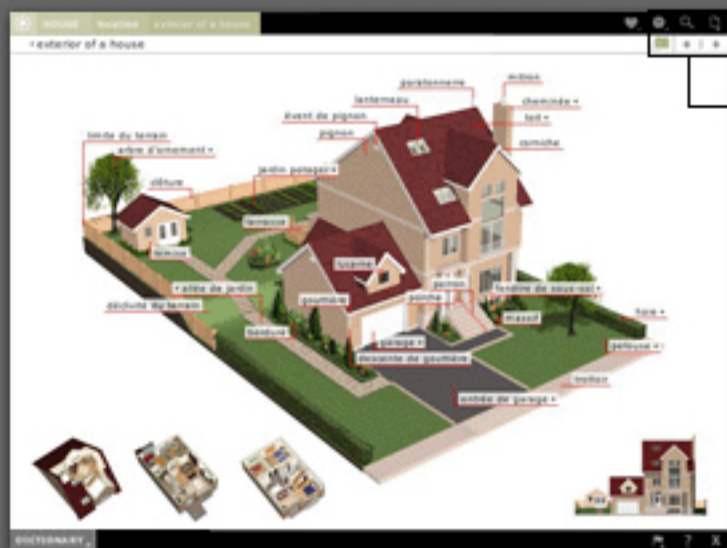 HOUSE location exterior of a house
• exterior of a house
mitron
paratonnerre
lanterneau
cheminée •
évent de pignon
toit •
pignon
corniche
limite du terrain
arbre d'ornement •
clôture
jardin potager •
terrasse
remise
lucarne
• allée de jardin
gouttière
perron
porche
fenêtre de sous-sol •
déclivité du terrain
massif
haie •
bordure
garage •
pelouse •
descente de gouttière
trottoir
entrée de garage •
DICTIONARY
? X